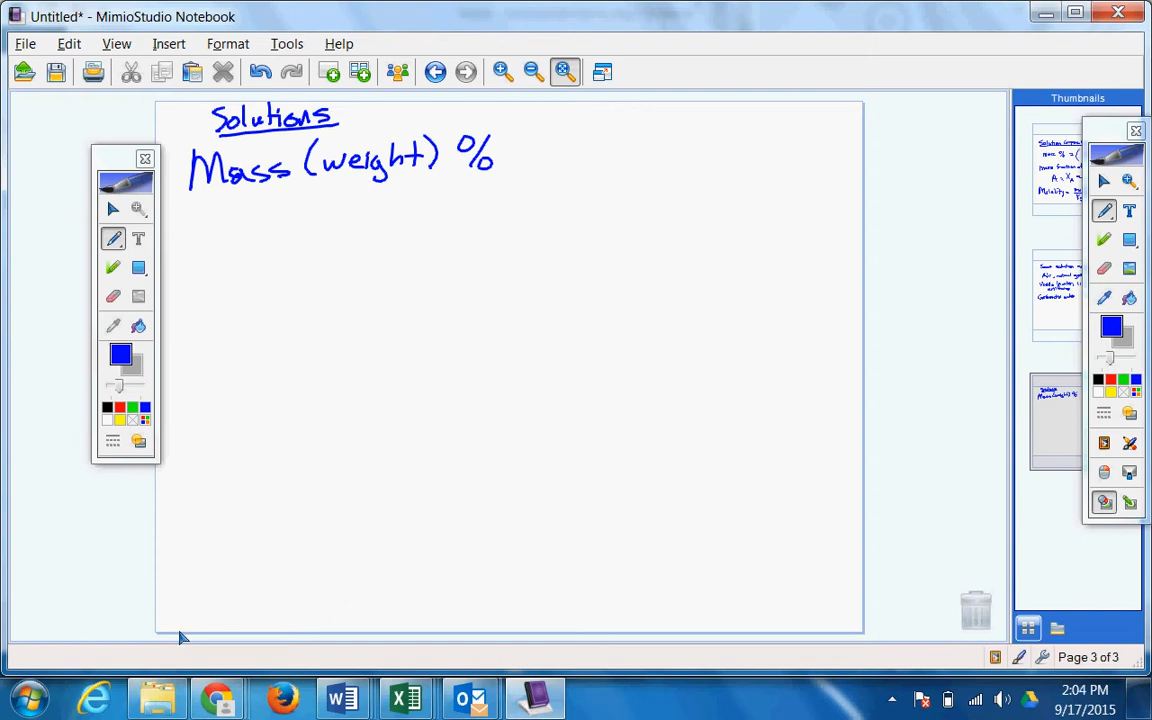 Untitled* - MimioStudio Notebook
File Edit View Insert Format Tools Help
Thumbnails
Solutions
Mass (weight) %
Page 3 of 3
2:04 PM
9/17/2015